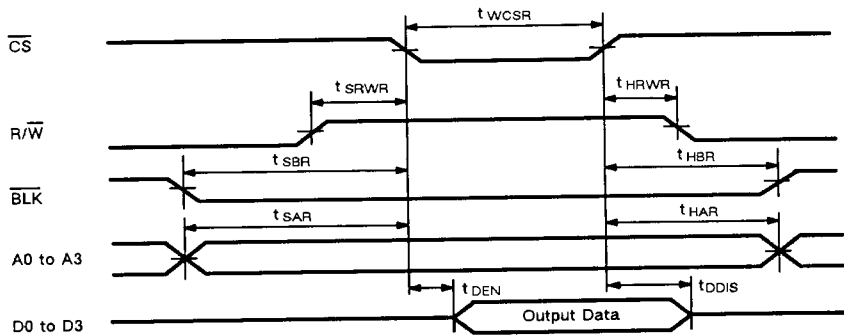 t WCSR
CS
t SRWR
t HRWR
R/W
t SBR
t HBR
BLK
t SAR
t HAR
A0 to A3
t DEN
t DDIS
D0 to D3
Output Data